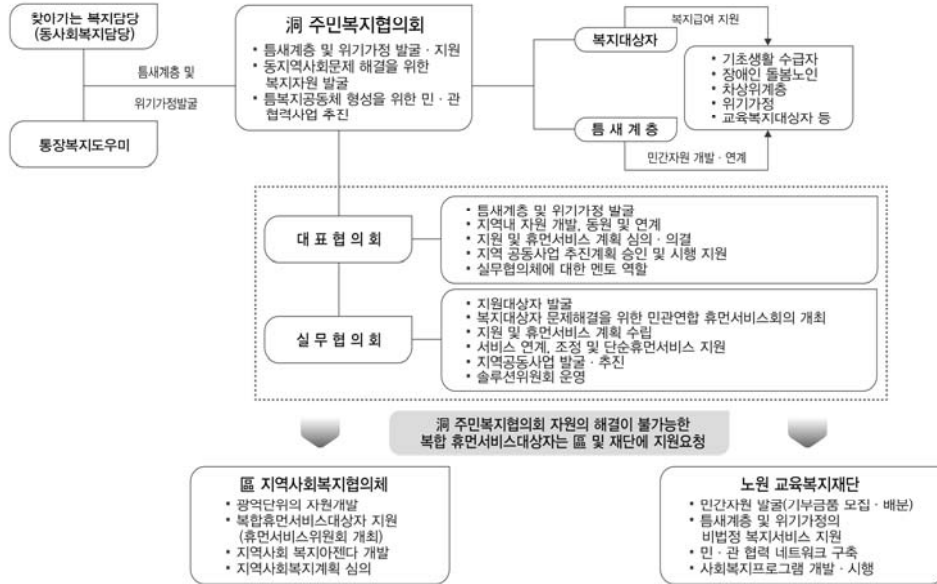 찾아가는 복지담당
(동사회복지담당)
틈새계층 및
위기가정발굴
통장복지도우미
洞 주민복지협의회
• 틈새계층 및 위기가정 발굴 · 지원
• 동지역사회문제 해결을 위한
복지자원 발굴
• 틈복지공동체 형성을 위한 민 · 관
협력사업 추진
복지대상자
복지급여 지원
틈 새 계 층
민간자원 개발 · 연계
• 기초생활 수급자
• 장애인 돌봄노인
• 차상위계층
• 위기가정
• 교육복지대상자 등
대 표 협 의 회
• 틈새계층 및 위기가정 발굴
• 지역내 자원 개발, 동원 및 연계
• 지원 및 휴먼서비스 계획 심의 · 의결
• 지역 공동사업 추진계획 승인 및 시행 지원
• 실무협의체에 대한 멘토 역할
실 무 협 의 회
• 지원대상자 발굴
• 복지대상자 문제해결을 위한 민관연합 휴먼서비스회의 개최
• 지원 및 휴먼서비스 계획 수립
• 서비스 연계, 조정 및 단순휴먼서비스 지원
• 지역공동사업 발굴 · 추진
• 솔루션위원회 운영
洞 주민복지협의회 자원의 해결이 불가능한
복합 휴먼서비스대상자는 區 및 재단에 지원요청
區 지역사회복지협의체
• 광역단위의 자원개발
• 복합휴먼서비스대상자 지원
(휴먼서비스위원회 개최)
• 지역사회 복지아젠다 개발
• 지역사회복지계획 심의
노원 교육복지재단
• 민간자원 발굴(기부금품 모집 · 배분)
• 틈새계층 및 위기가정의
비법정 복지서비스 지원
• 민 · 관 협력 네트워크 구축
• 사회복지프로그램 개발 · 시행